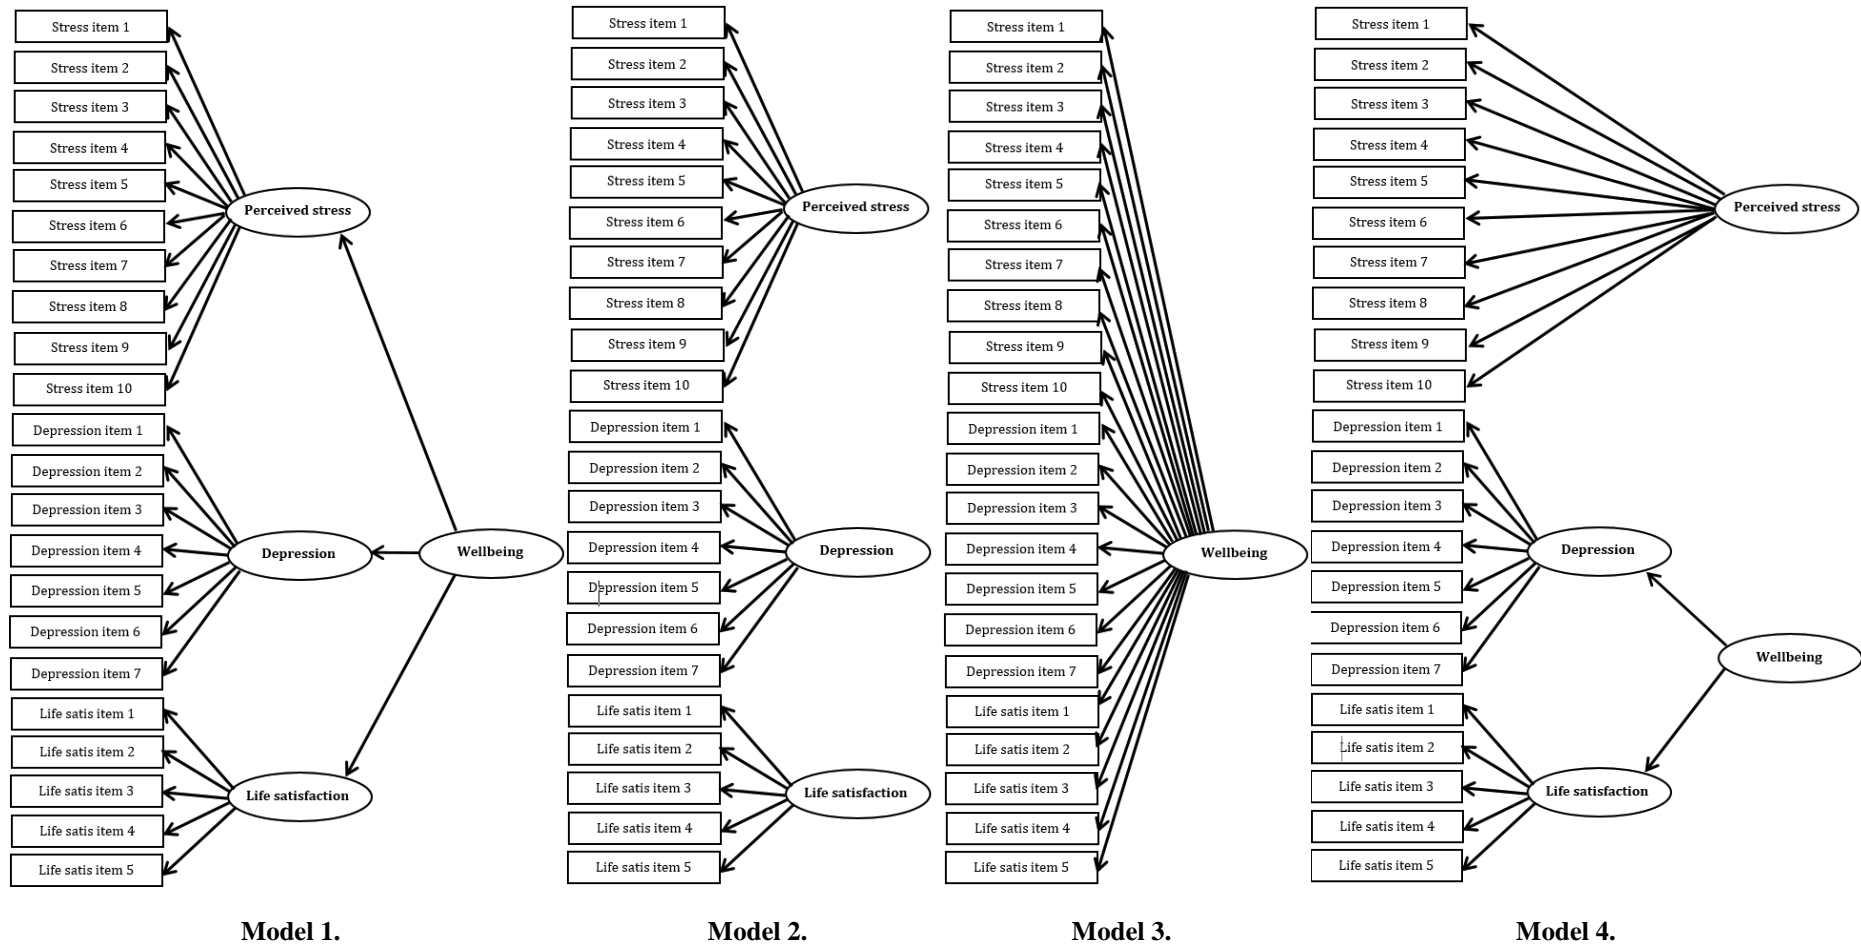 Stress item 1
Stress item 2
Stress item 3
Stress item 4
Stress item 5
Stress item 6
Stress item 7
Stress item 8
Stress item 9
Stress item 10
Depression item 1
Depression item 2
Depression item 3
Depression item 4
Depression item 5
Depression item 6
Depression item 7
Life satis item 1
Life satis item 2
Life satis item 3
Life satis item 4
Life satis item 5
Perceived stress
Depression
Life satisfaction
Wellbeing
Model 1.
Stress item 1
Stress item 2
Stress item 3
Stress item 4
Stress item 5
Stress item 6
Stress item 7
Stress item 8
Stress item 9
Stress item 10
Depression item 1
Depression item 2
Depression item 3
Depression item 4
Depression item 5
Depression item 6
Depression item 7
Life satis item 1
Life satis item 2
Life satis item 3
Life satis item 4
Life satis item 5
Perceived stress
Depression
Life satisfaction
Model 2.
Stress item 1
Stress item 2
Stress item 3
Stress item 4
Stress item 5
Stress item 6
Stress item 7
Stress item 8
Stress item 9
Stress item 10
Depression item 1
Depression item 2
Depression item 3
Depression item 4
Depression item 5
Depression item 6
Depression item 7
Life satis item 1
Life satis item 2
Life satis item 3
Life satis item 4
Life satis item 5
Wellbeing
Model 3.
Stress item 1
Stress item 2
Stress item 3
Stress item 4
Stress item 5
Stress item 6
Stress item 7
Stress item 8
Stress item 9
Stress item 10
Depression item 1
Depression item 2
Depression item 3
Depression item 4
Depression item 5
Depression item 6
Depression item 7
Life satis item 1
Life satis item 2
Life satis item 3
Life satis item 4
Life satis item 5
Perceived stress
Depression
Life satisfaction
Wellbeing
Model 4.